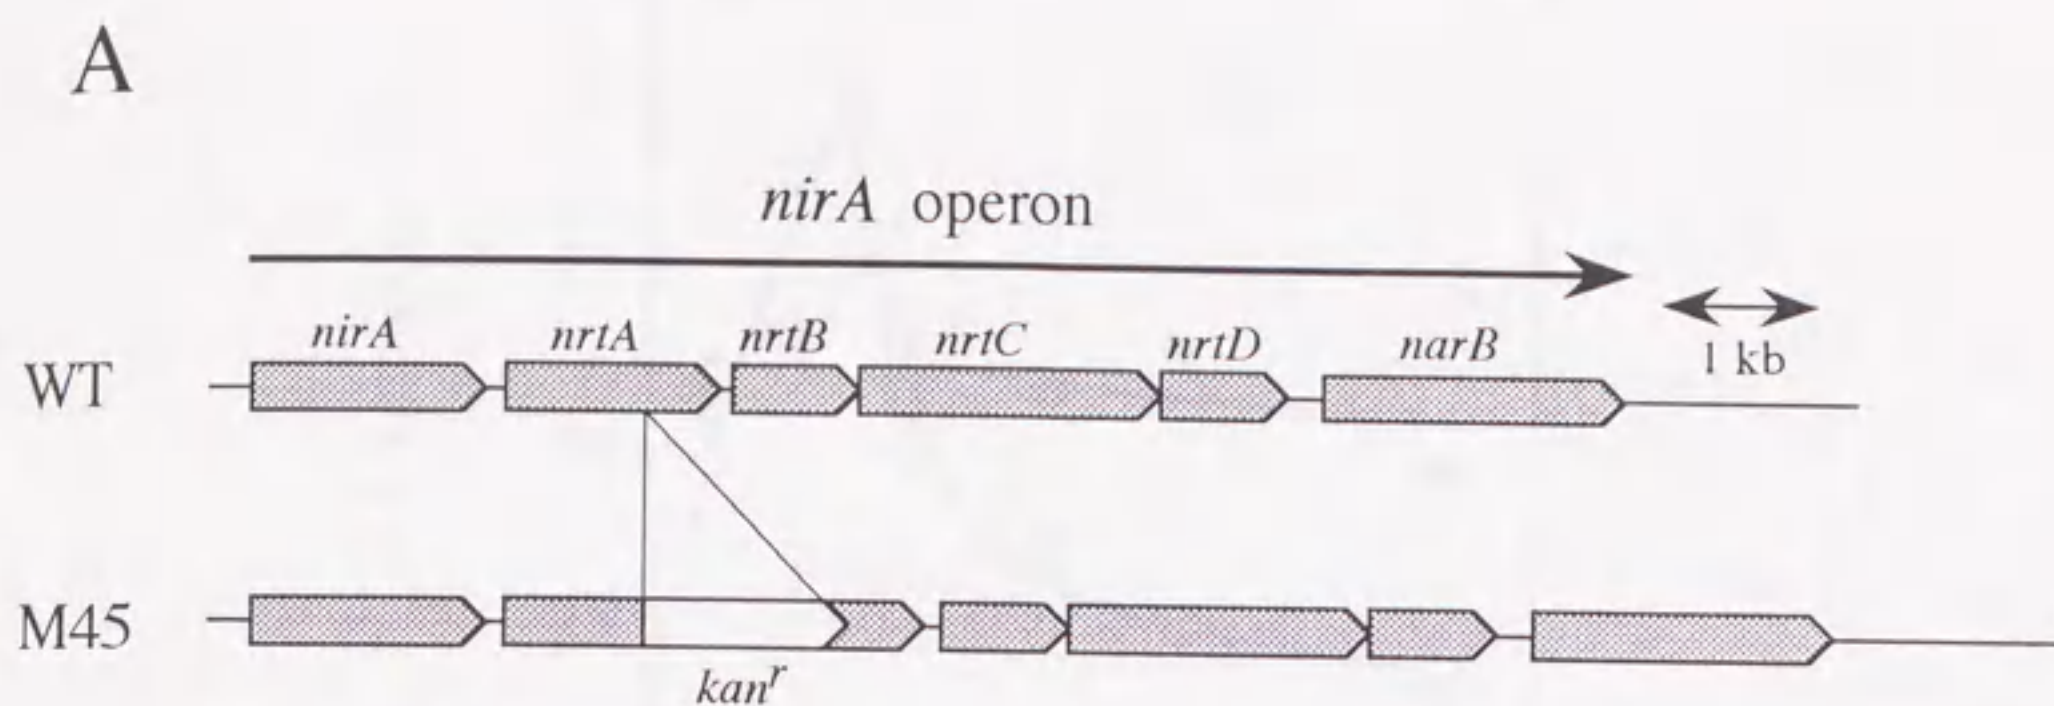 A
nirA operon
nirA nrtA nrtB nrtC nrtD narB
1 kb
WT
M45
kanʳ